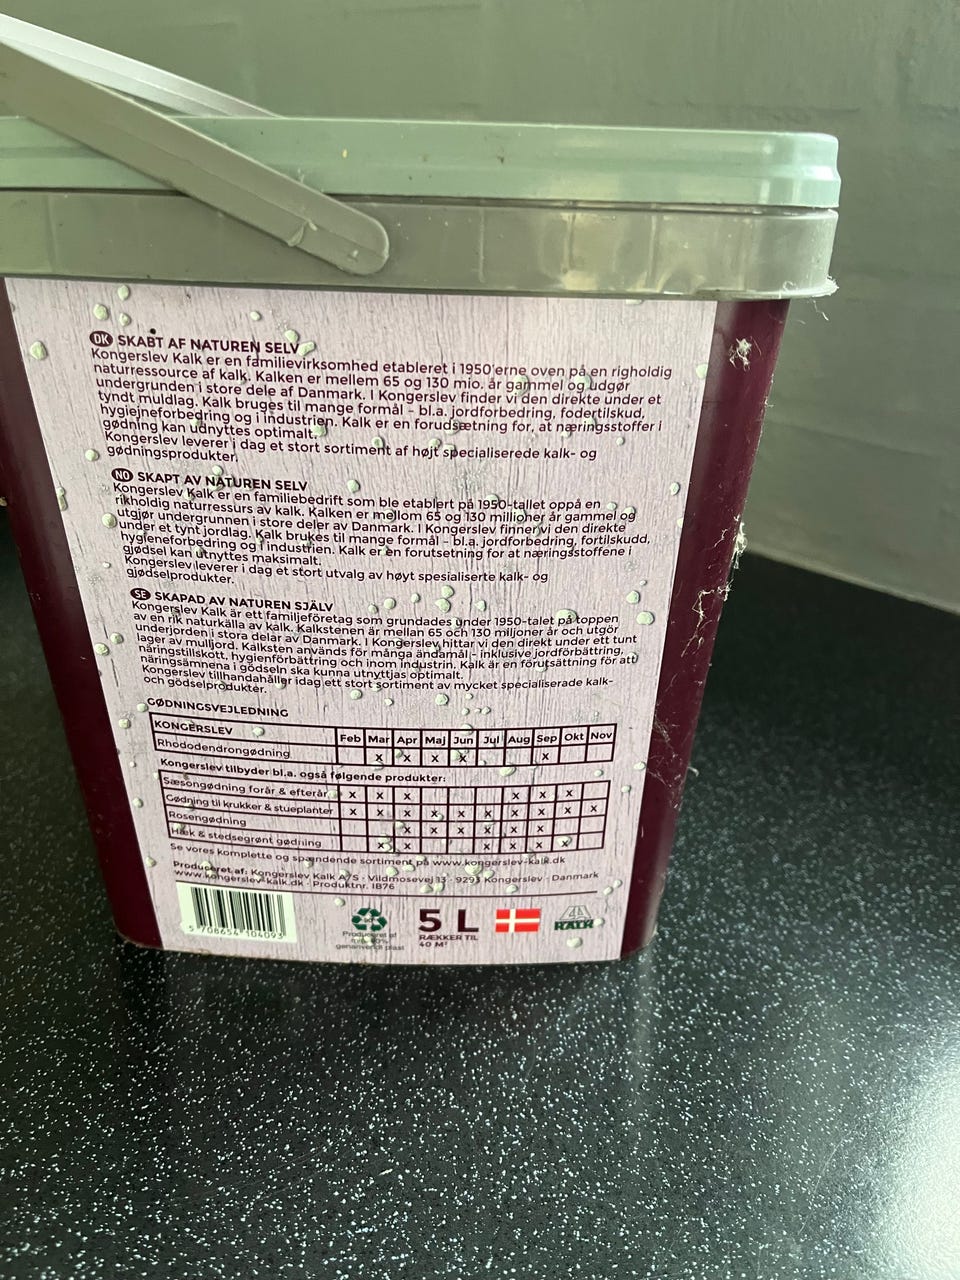 DK SKABT AF NATUREN SELV
Kongerslev Kalk er en familievirksomhed etableret i 1950'erne oven på en righoldig
naturressource af kalk. Kalken er mellem 65 og 130 mio. år gammel og udgør
undergrunden i store dele af Danmark. I Kongerslev finder vi den direkte under et
tyndt muldlag. Kalk bruges til mange formål - bl.a. jordforbedring, fodertilskud,
hygiejneforbedring og i industrien. Kalk er en forudsætning for, at næringsstoffer i
gødning kan udnyttes optimalt.
Kongerslev leverer i dag et stort sortiment af højt specialiserede kalk- og
gødningsprodukter.
NO SKAPT AV NATUREN SELV
Kongerslev Kalk er en familiebedrift som ble etablert på 1950-tallet oppå en
rikholdig naturressurs av kalk. Kalken er mellom 65 og 130 millioner år gammel og
utgjør undergrunnen i store deler av Danmark. I Kongerslev finner vi den direkte
under et tynt jordlag. Kalk brukes til mange formål - bl.a. jordforbedring, fortilskudd,
hygieneforbedring og i industrien. Kalk er en forutsetning for at næringsstoffene i
gjødsel kan utnyttes maksimalt.
Kongerslev leverer i dag et stort utvalg av høyt spesialiserte kalk- og
gjødselprodukter.
SE SKAPAD AV NATUREN SJÄLV
Kongerslev Kalk är ett familjeföretag som grundades under 1950-talet på toppen
av en rik naturkälla av kalk. Kalkstenen är mellan 65 och 130 miljoner år och utgör
underjorden i stora delar av Danmark. I Kongerslev hittar vi den direkt under ett tunt
lager av mulljord. Kalksten används för många ändamål - inklusive jordförbättring,
näringstillskott, hygienförbättring och inom industrin. Kalk är en förutsättning för att
näringsämnena i gödseln ska kunna utnyttjas optimalt.
Kongerslev tillhandahåller idag ett stort sortiment av mycket specialiserade kalk-
och gödselprodukter.
GØDNINGSVEJLEDNING
KONGERSLEV Feb Mar Apr Maj Jun Jul Aug Sep Okt Nov
Rhododendrongødning x x x x x
Kongerslev tilbyder bl.a. også følgende produkter:
Sæsongødning forår & efterår x x x x x x
Gødning til krukker & stueplanter x x x x x x x x x x
Rosengødning x x x x x x
Hæk & stedsegrønt gødning x x x x x x
Se vores komplette og spændende sortiment på www.kongerslev-kalk.dk
Produceret af: Kongerslev Kalk A/S · Vildmosevej 13 · 9293 Kongerslev · Danmark
www.kongerslev-kalk.dk · Produktnr. IB76
5 708654 104093
Produceret af
genanvendt plast
5 L
RÆKKER TIL
40 M²
KALK